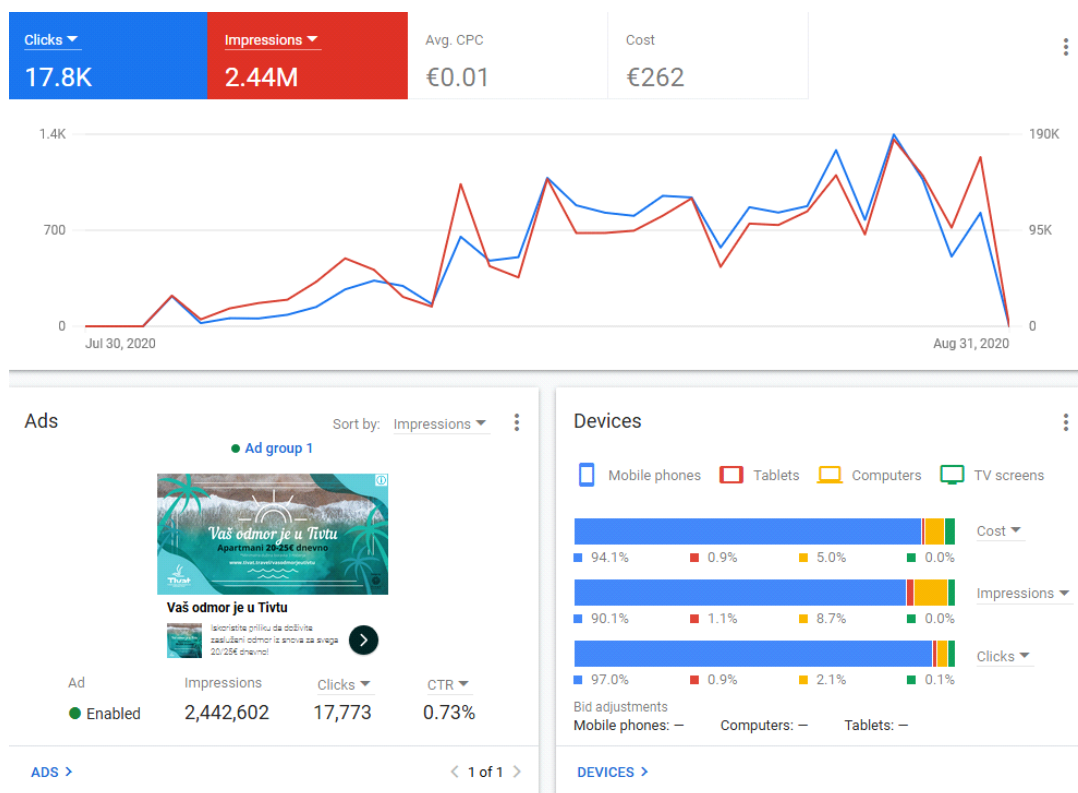 Clicks
Impressions
Avg. CPC
Cost
17.8K
2.44M
€0.01
€262
1.4K
190K
700
95K
0
0
Jul 30, 2020
Aug 31, 2020
Ads
Sort by: Impressions
Ad group 1
Vaš odmor je u Tivtu
Apartmani 20-25€ dnevno
www.tivat.travel/vasodmorjeutivtu
Tivat
Vaš odmor je u Tivtu
Iskoristite priliku da doživite
zasluženi odmor iz snova za svega
20/25€ dnevno!
Ad
Impressions
Clicks
CTR
Enabled
2,442,602
17,773
0.73%
ADS
1 of 1
Devices
Mobile phones
Tablets
Computers
TV screens
Cost
94.1%
0.9%
5.0%
0.0%
Impressions
90.1%
1.1%
8.7%
0.0%
Clicks
97.0%
0.9%
2.1%
0.1%
Bid adjustments
Mobile phones: —
Computers: —
Tablets: —
DEVICES